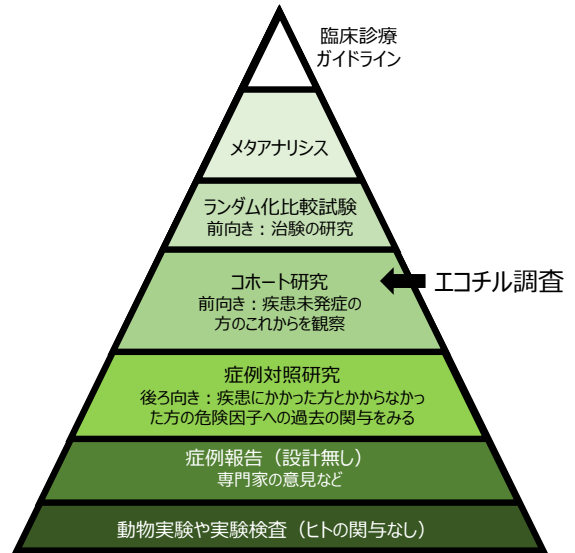 臨床診療
ガイドライン
メタアナリシス
ランダム化比較試験
前向き：治験の研究
コホート研究
前向き：疾患未発症の
方のこれからを観察
エコチル調査
症例対照研究
後ろ向き：疾患にかかった方とかからなかっ
た方の危険因子への過去の関与をみる
症例報告（設計無し）
専門家の意見など
動物実験や実験検査（ヒトの関与なし）